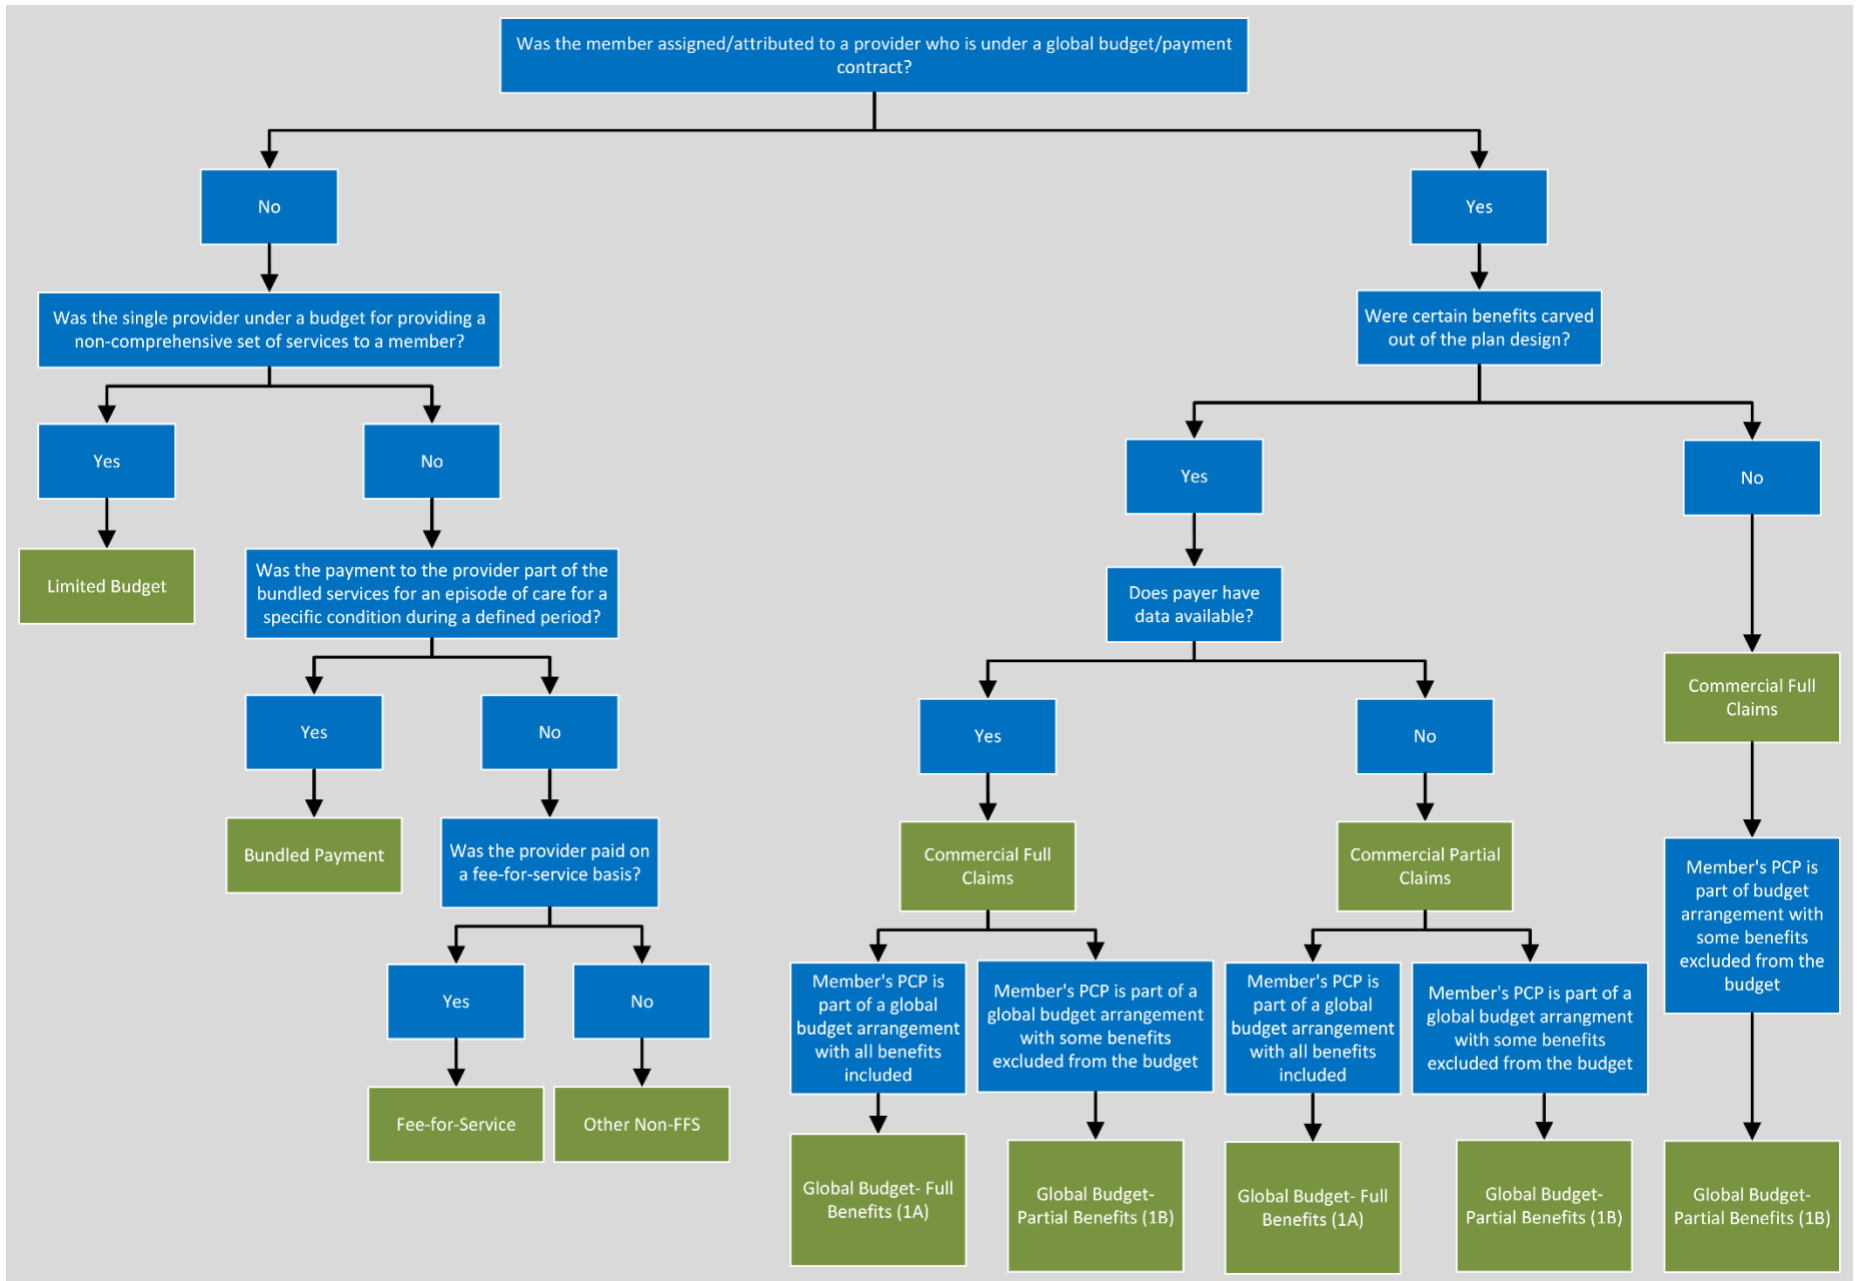 Was the member assigned/attributed to a provider who is under a global budget/payment
contract?
No
Yes
Was the single provider under a budget for providing a
non-comprehensive set of services to a member?
Were certain benefits carved
out of the plan design?
Yes
No
Yes
No
Limited Budget
Was the payment to the provider part of the
bundled services for an episode of care for a
specific condition during a defined period?
Does payer have
data available?
Yes
No
Yes
No
Commercial Full
Claims
Bundled Payment
Was the provider paid on
a fee-for-service basis?
Commercial Full
Claims
Commercial Partial
Claims
Member's PCP is
part of budget
arrangement with
some benefits
excluded from the
budget
Yes
No
Member's PCP is
part of a global
budget arrangement
with all benefits
included
Member's PCP is part of a
global budget arrangement
with some benefits
excluded from the budget
Member's PCP is
part of a global
budget arrangement
with all benefits
included
Member's PCP is part of a
global budget arrangment
with some benefits
excluded from the budget
Fee-for-Service
Other Non-FFS
Global Budget- Full
Benefits (1A)
Global Budget-
Partial Benefits (1B)
Global Budget- Full
Benefits (1A)
Global Budget-
Partial Benefits (1B)
Global Budget-
Partial Benefits (1B)